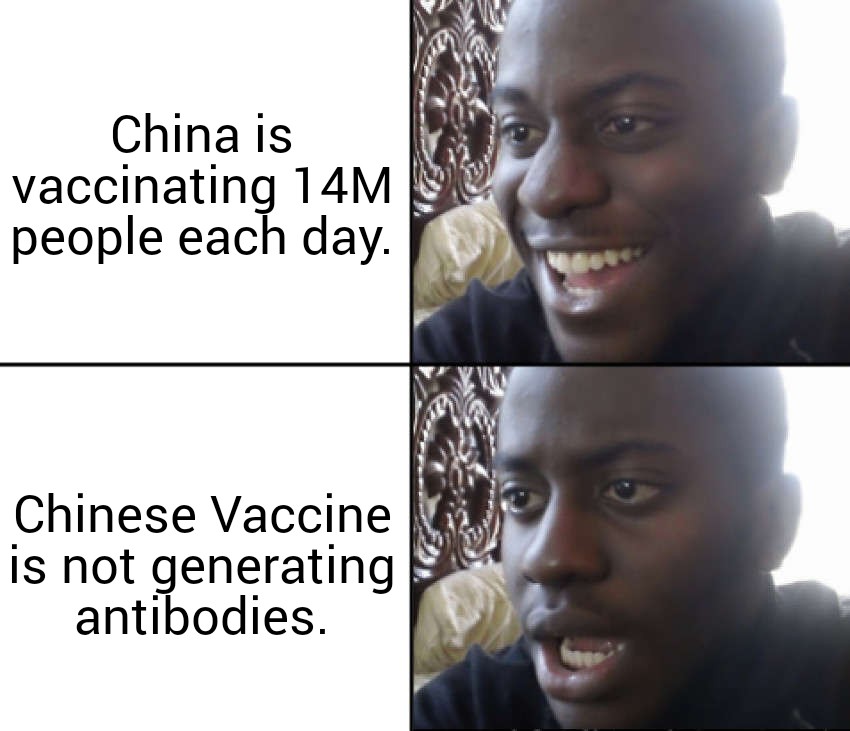 China is
vaccinating 14M
people each day.
Chinese Vaccine
is not generating
antibodies.